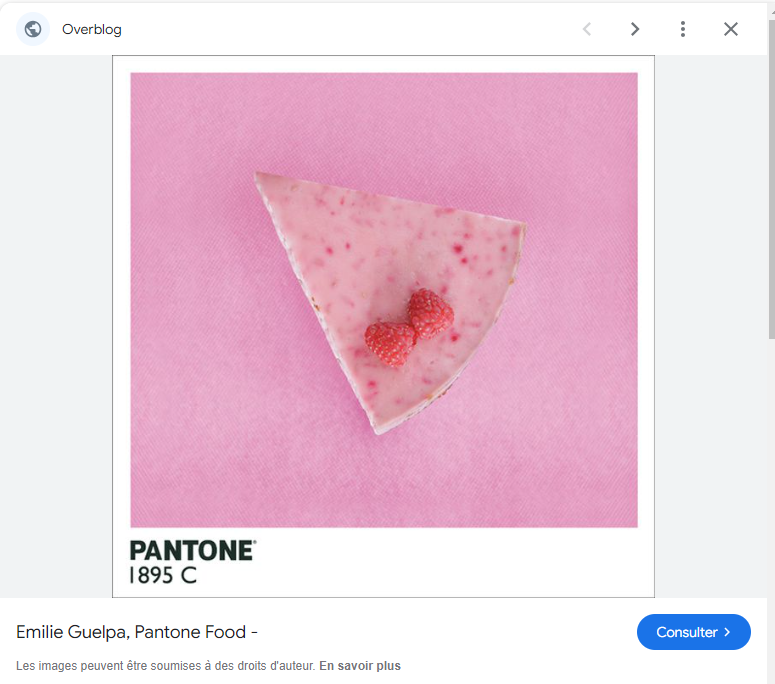 Overblog
PANTONE®
1895 C
Emilie Guelpa, Pantone Food -
Consulter
Les images peuvent être soumises à des droits d'auteur. En savoir plus